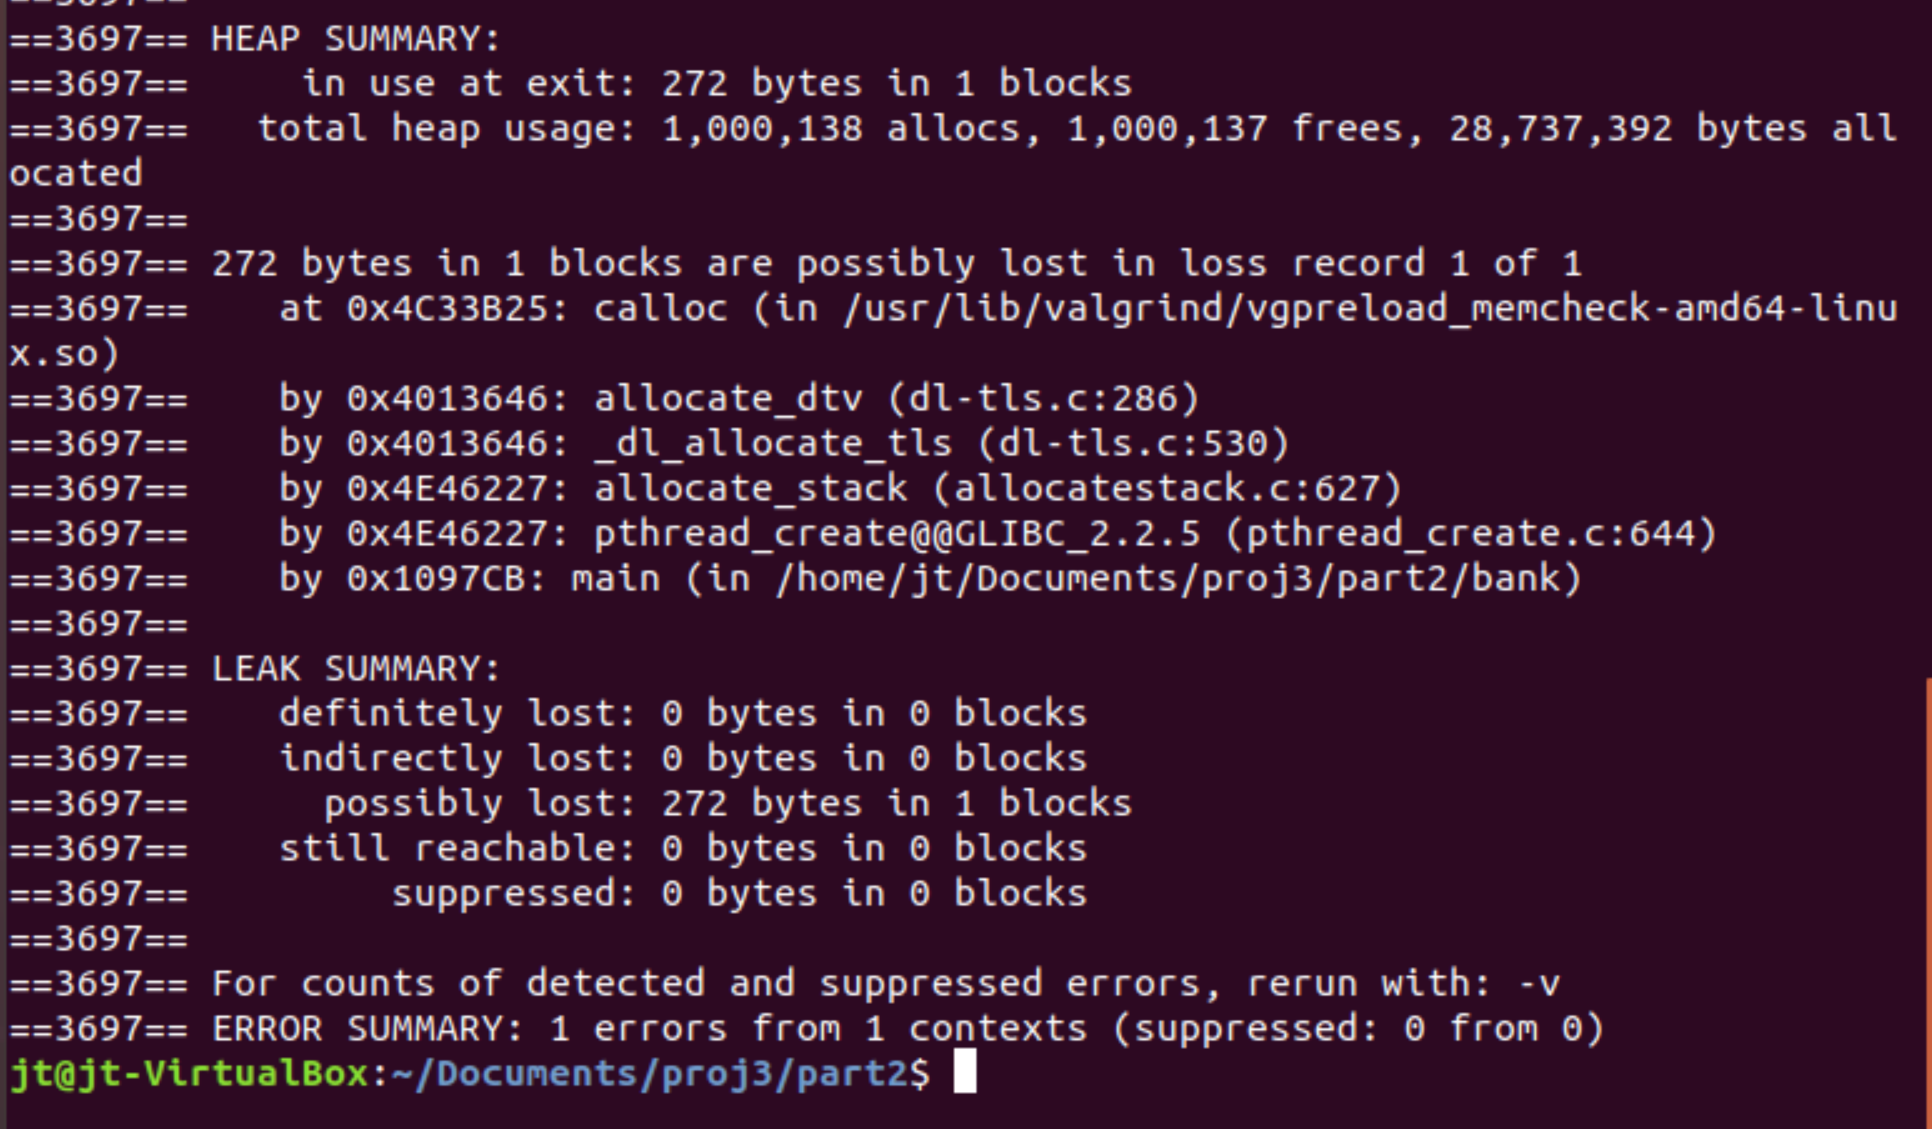 ==3697==
==3697== HEAP SUMMARY:
==3697==     in use at exit: 272 bytes in 1 blocks
==3697==   total heap usage: 1,000,138 allocs, 1,000,137 frees, 28,737,392 bytes all
ocated
==3697==
==3697== 272 bytes in 1 blocks are possibly lost in loss record 1 of 1
==3697==    at 0x4C33B25: calloc (in /usr/lib/valgrind/vgpreload_memcheck-amd64-linu
x.so)
==3697==    by 0x4013646: allocate_dtv (dl-tls.c:286)
==3697==    by 0x4013646: _dl_allocate_tls (dl-tls.c:530)
==3697==    by 0x4E46227: allocate_stack (allocatestack.c:627)
==3697==    by 0x4E46227: pthread_create@@GLIBC_2.2.5 (pthread_create.c:644)
==3697==    by 0x1097CB: main (in /home/jt/Documents/proj3/part2/bank)
==3697==
==3697== LEAK SUMMARY:
==3697==    definitely lost: 0 bytes in 0 blocks
==3697==    indirectly lost: 0 bytes in 0 blocks
==3697==      possibly lost: 272 bytes in 1 blocks
==3697==    still reachable: 0 bytes in 0 blocks
==3697==         suppressed: 0 bytes in 0 blocks
==3697==
==3697== For counts of detected and suppressed errors, rerun with: -v
==3697== ERROR SUMMARY: 1 errors from 1 contexts (suppressed: 0 from 0)
jt@jt-VirtualBox:~/Documents/proj3/part2$